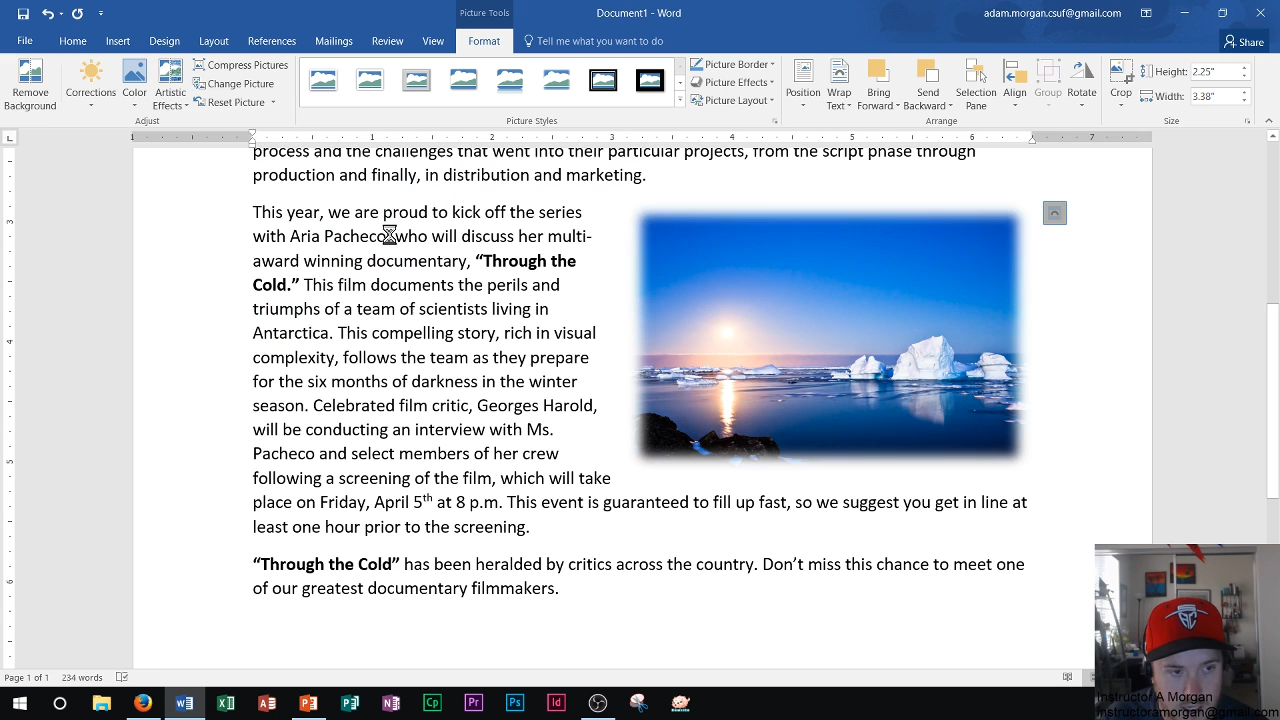 Picture Tools
Document1 - Word
adam.morgan.csuf@gmail.com
File
Home
Insert
Design
Layout
References
Mailings
Review
View
Format
Tell me what you want to do
Share
Remove Background
Corrections
Color
Artistic Effects
Compress Pictures
Change Picture
Reset Picture
Picture Border
Picture Effects
Picture Layout
Position
Wrap Text
Bring Forward
Send Backward
Selection Pane
Align
Group
Rotate
Crop
Height: 2.25"
Width: 3.38"
Adjust
Picture Styles
Arrange
Size
1 1 2 3 4 5 6 7
process and the challenges that went into their particular projects, from the script phase through
production and finally, in distribution and marketing.
This year, we are proud to kick off the series
with Aria Pacheco, who will discuss her multi-
award winning documentary, “Through the
Cold.” This film documents the perils and
triumphs of a team of scientists living in
Antarctica. This compelling story, rich in visual
complexity, follows the team as they prepare
for the six months of darkness in the winter
season. Celebrated film critic, Georges Harold,
will be conducting an interview with Ms.
Pacheco and select members of her crew
following a screening of the film, which will take
place on Friday, April 5th at 8 p.m. This event is guaranteed to fill up fast, so we suggest you get in line at
least one hour prior to the screening.
“Through the Cold” has been heralded by critics across the country. Don’t miss this chance to meet one
of our greatest documentary filmmakers.
3
4
5
6
Page 1 of 1
234 words
Instructor A Morgan
instructoramorgan@gmail.com